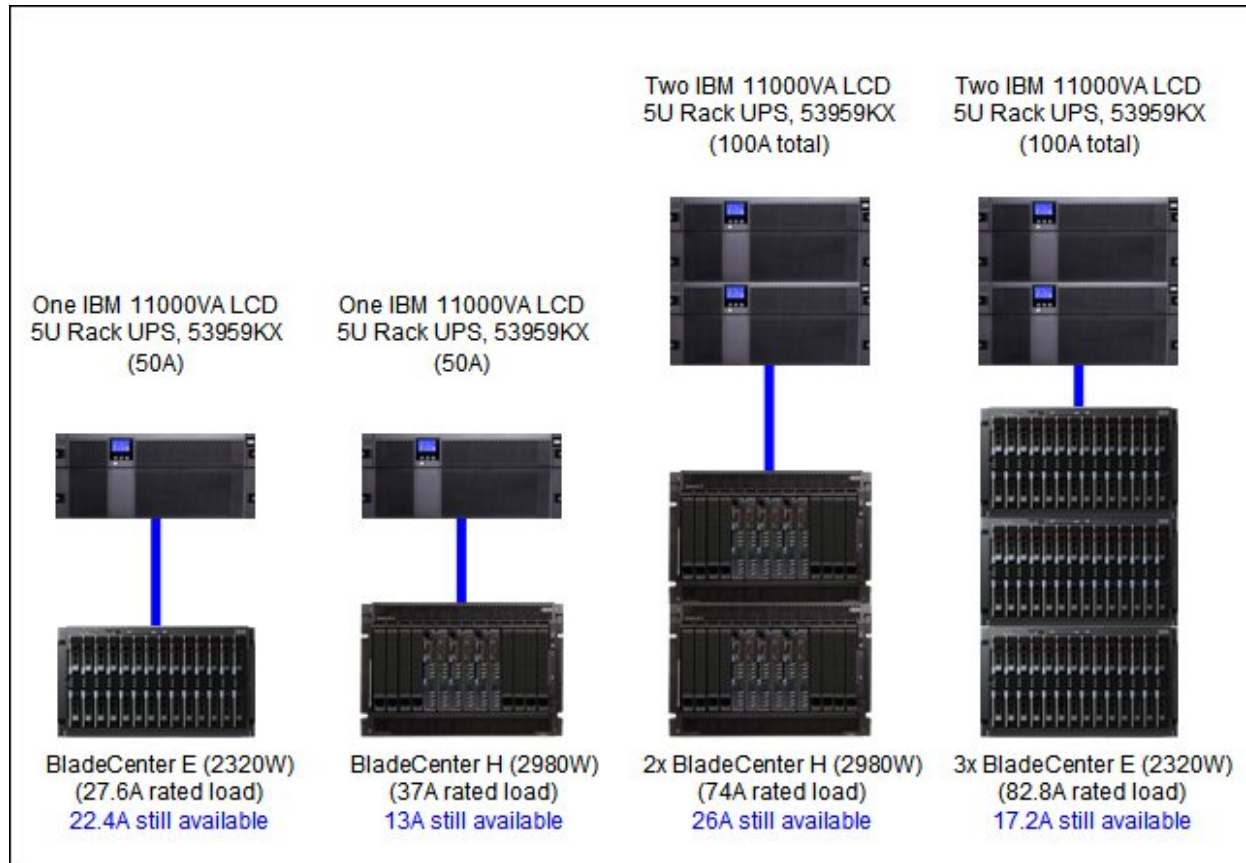 Two IBM 11000VA LCD
5U Rack UPS, 53959KX
(100A total)
Two IBM 11000VA LCD
5U Rack UPS, 53959KX
(100A total)
One IBM 11000VA LCD
5U Rack UPS, 53959KX
(50A)
One IBM 11000VA LCD
5U Rack UPS, 53959KX
(50A)
BladeCenter E (2320W)
(27.6A rated load)
22.4A still available
BladeCenter H (2980W)
(37A rated load)
13A still available
2x BladeCenter H (2980W)
(74A rated load)
26A still available
3x BladeCenter E (2320W)
(82.8A rated load)
17.2A still available